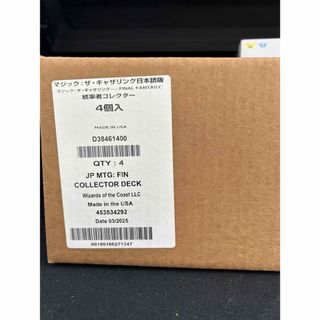 マジック：ザ・ギャザリング日本語版
マジック：ザ・ギャザリング——FINAL FANTASY
統率者コレクター
4個入
MADE IN USA
D38461400
QTY : 4
JP MTG: FIN
COLLECTOR DECK
Wizards of the Coast LLC
Made in the USA
453534292
Date 03/2025
00195166271347